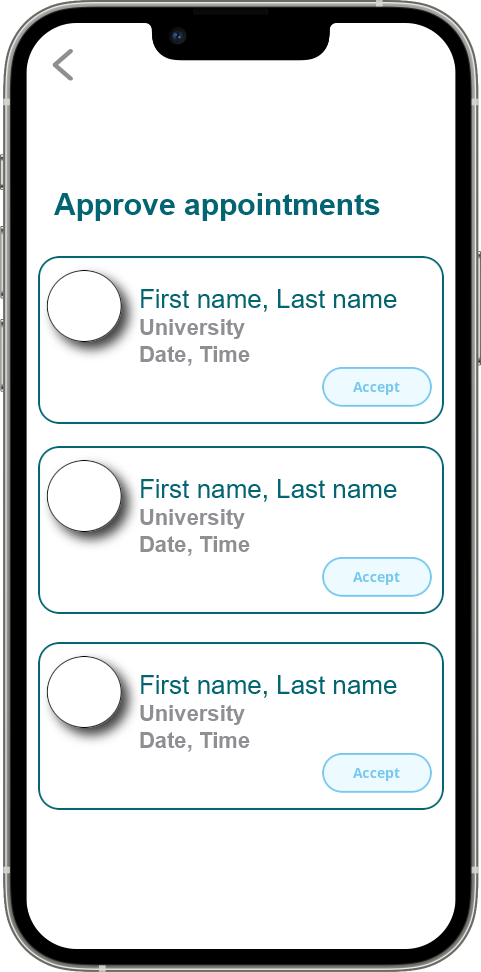 Approve appointments
First name, Last name
University
Date, Time
Accept
First name, Last name
University
Date, Time
Accept
First name, Last name
University
Date, Time
Accept